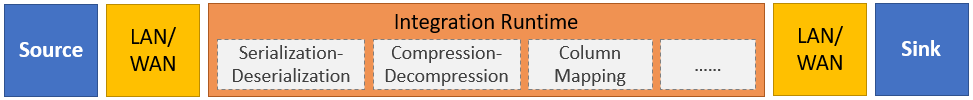 Source
LAN/
WAN
Integration Runtime
Serialization-
Deserialization
Compression-
Decompression
Column
Mapping
......
LAN/
WAN
Sink